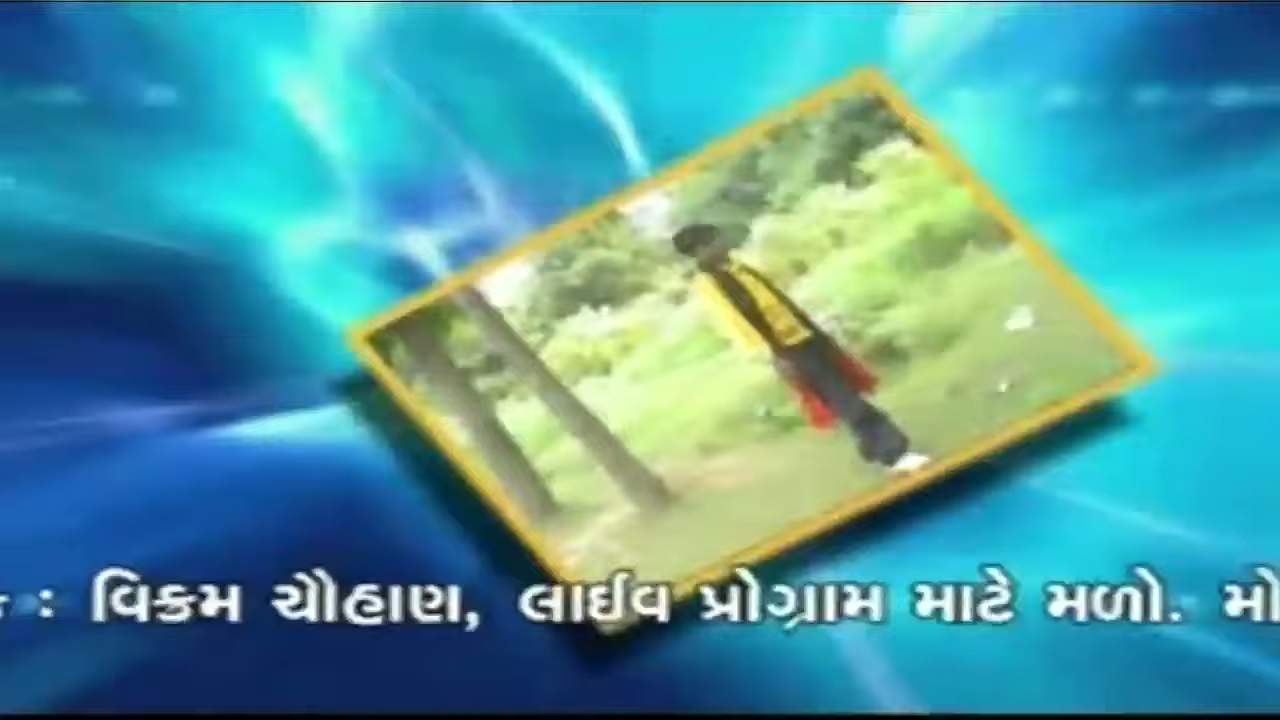 : વિક્રમ ચૌહાણ, લાઈવ પ્રોગ્રામ માટે મળો. મો